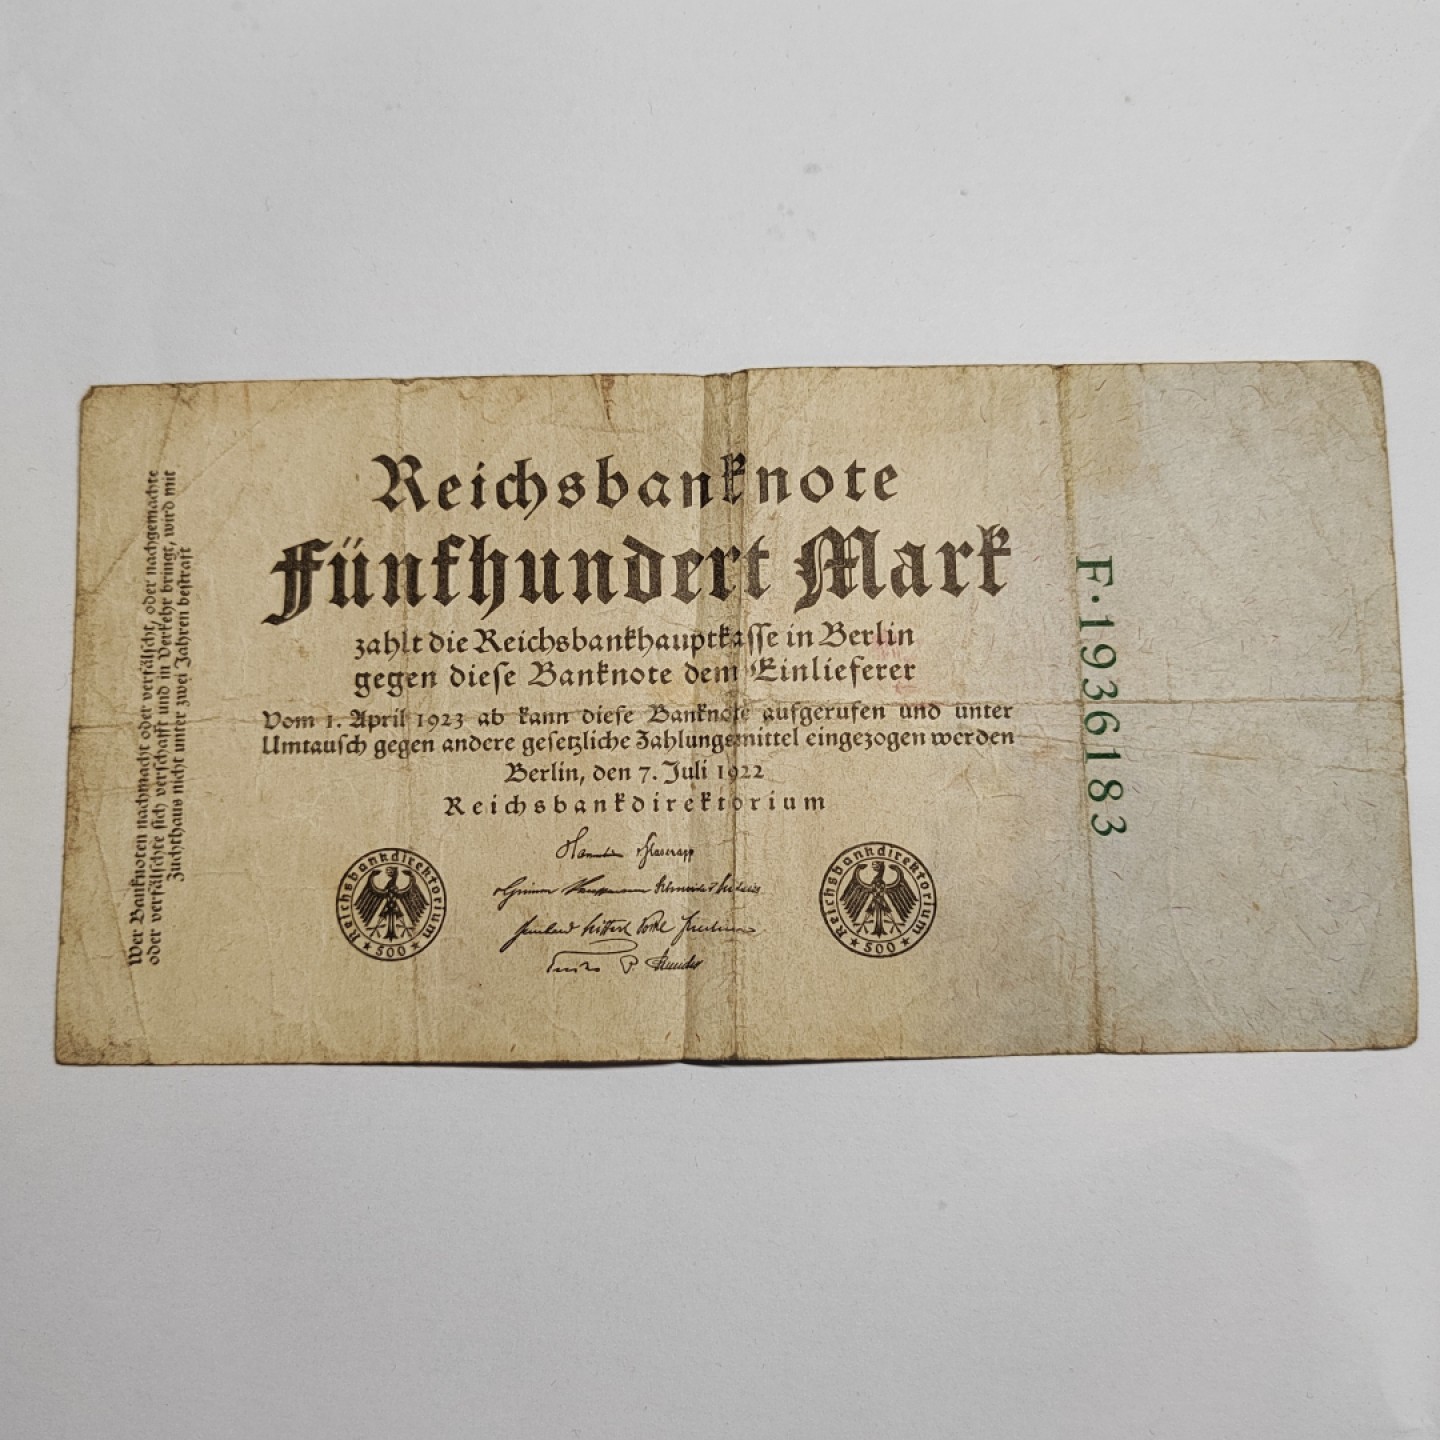 Reichsbanknote
Fünfhundert Mark
zahlt die Reichsbankhauptkasse in Berlin
gegen diese Banknote dem Einlieferer
Vom 1. April 1923 ab kann diese Banknote aufgerufen und unter
Umtausch gegen andere gesetzliche Zahlungsmittel eingezogen werden
Berlin, den 7. Juli 1922
Reichsbankdirektorium
Reichsbankdirektorium
500
Reichsbankdirektorium
500
Wer Banknoten nachmacht oder verfälscht, oder nachgemachte
oder verfälschte sich verschafft und in Verkehr bringt, wird mit
Zuchthaus nicht unter zwei Jahren bestraft
F·1936183